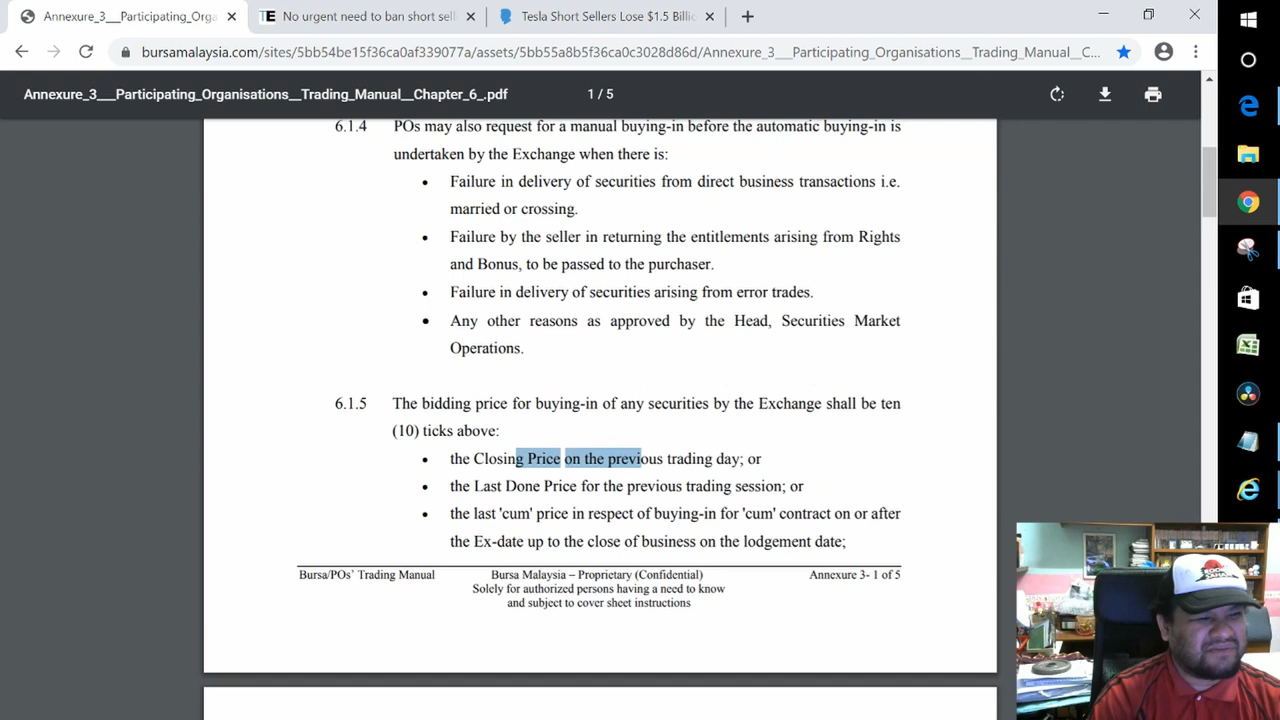 Annexure_3___Participating_Orga
No urgent need to ban short sell
Tesla Short Sellers Lose $1.5 Billio
bursamalaysia.com/sites/5bb54be15f36ca0af339077a/assets/5bb55a8b5f36ca0c3028d86d/Annexure_3___Participating_Organisations__Trading_Manual__C...
Annexure_3___Participating_Organisations__Trading_Manual__Chapter_6_.pdf
1 / 5
6.1.4 POs may also request for a manual buying-in before the automatic buying-in is
undertaken by the Exchange when there is:
• Failure in delivery of securities from direct business transactions i.e.
married or crossing.
• Failure by the seller in returning the entitlements arising from Rights
and Bonus, to be passed to the purchaser.
• Failure in delivery of securities arising from error trades.
• Any other reasons as approved by the Head, Securities Market
Operations.
6.1.5 The bidding price for buying-in of any securities by the Exchange shall be ten
(10) ticks above:
• the Closing Price on the previous trading day; or
• the Last Done Price for the previous trading session; or
• the last 'cum' price in respect of buying-in for 'cum' contract on or after
the Ex-date up to the close of business on the lodgement date;
Bursa/POs' Trading Manual
Bursa Malaysia – Proprietary (Confidential)
Solely for authorized persons having a need to know
and subject to cover sheet instructions
Annexure 3- 1 of 5